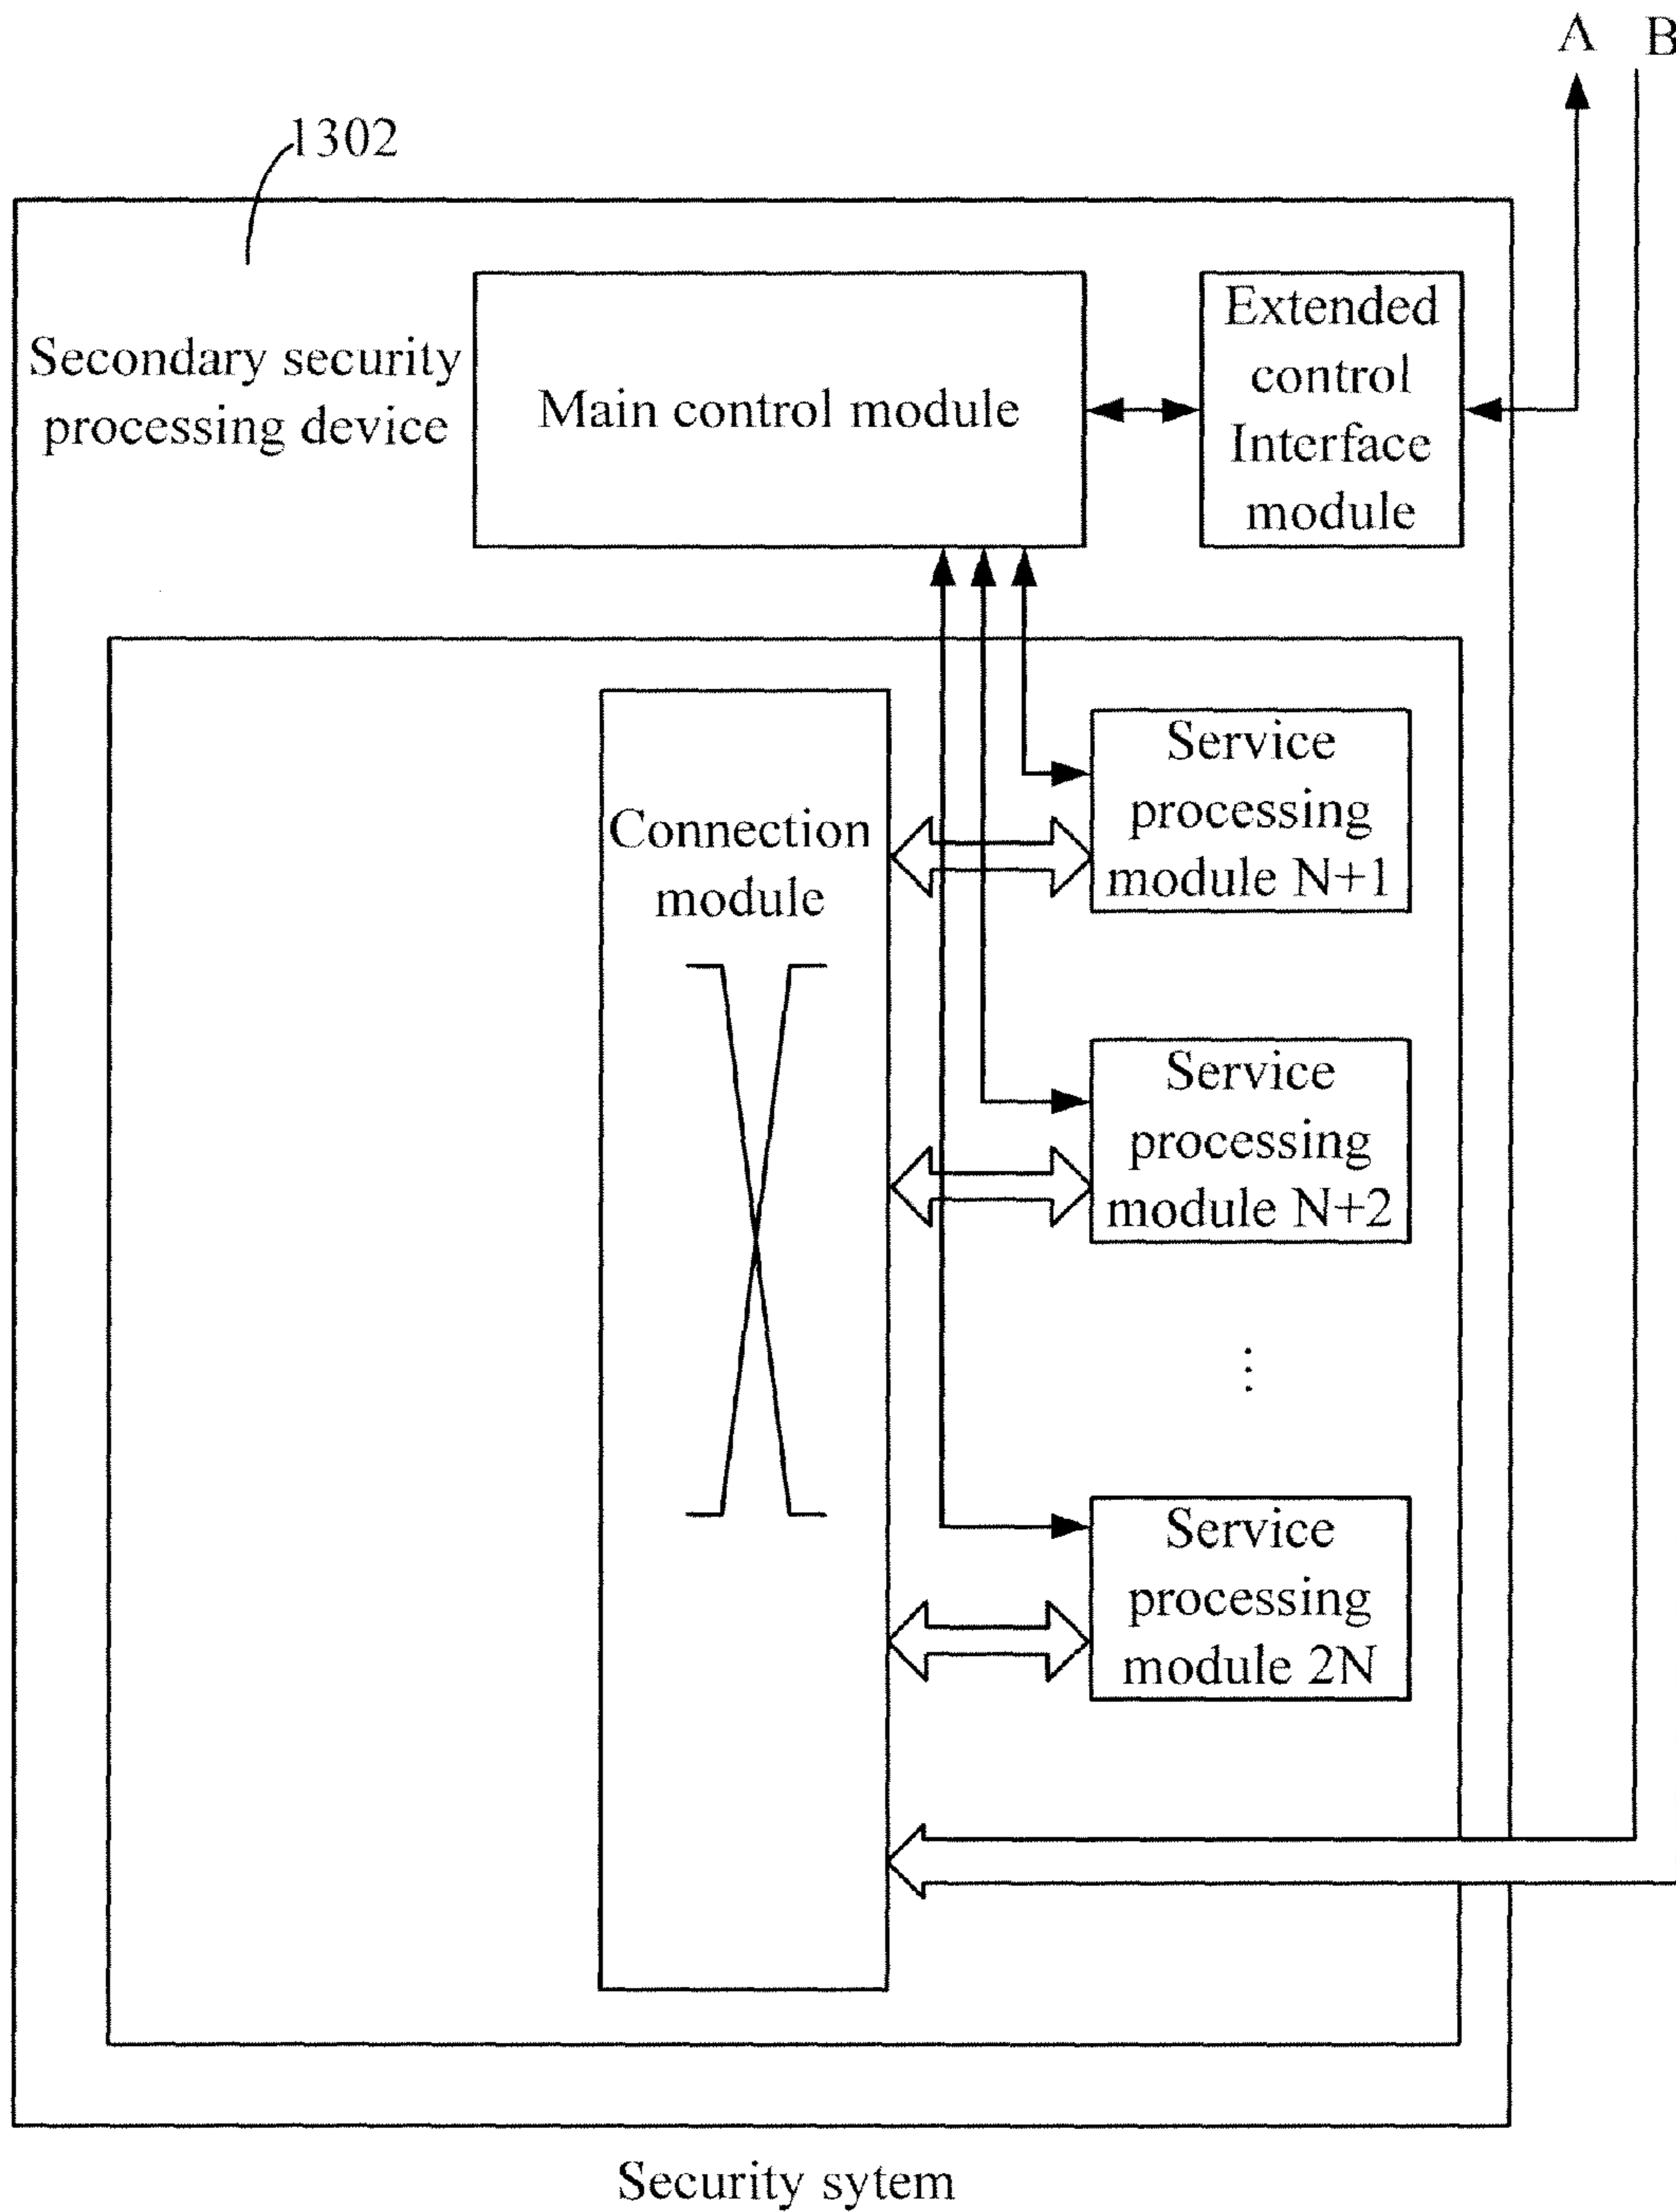 A B
1302
Secondary security
processing device
Main control module
Extended
control
Interface
module
Connection
module
Service
processing
module N+1
Service
processing
module N+2
⋮
Service
processing
module 2N
Security sytem